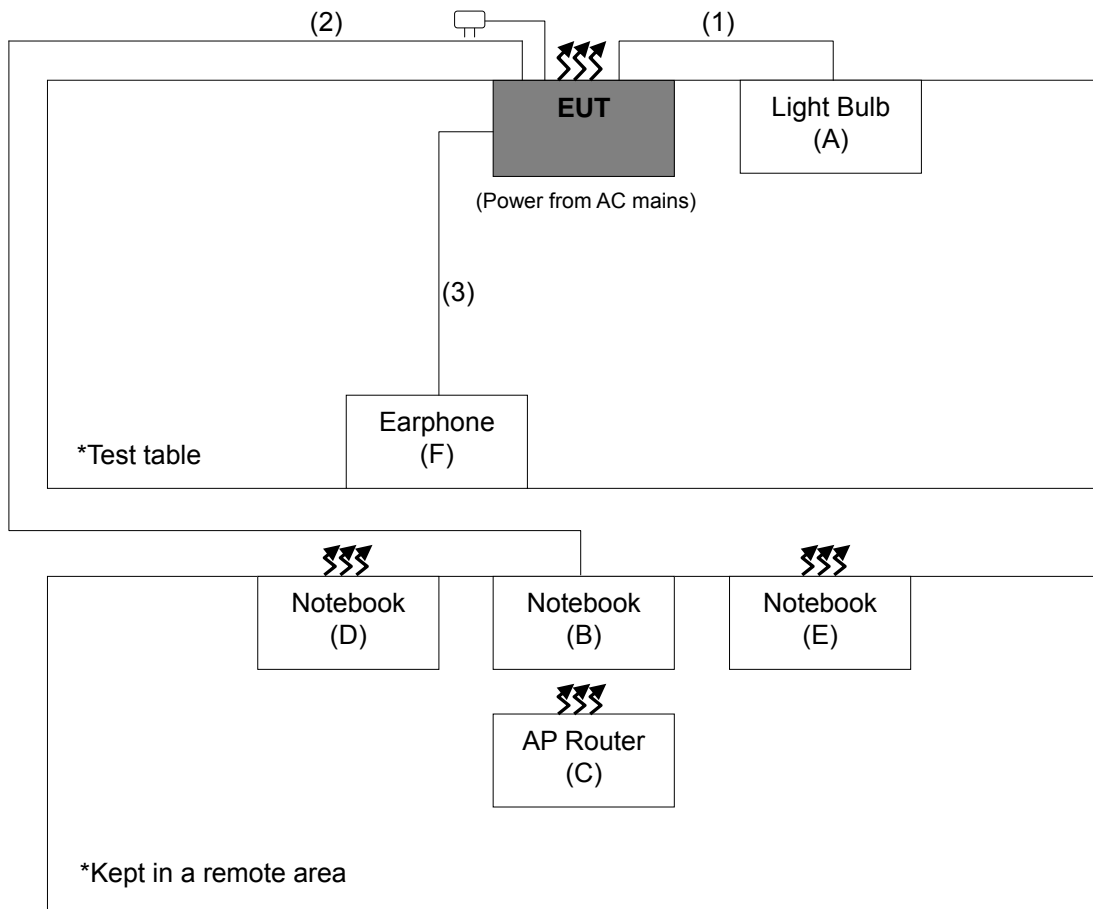 (2)
(1)
EUT
Light Bulb
(A)
(Power from AC mains)
(3)
Earphone
(F)
*Test table
Notebook
(D)
Notebook
(B)
Notebook
(E)
AP Router
(C)
*Kept in a remote area